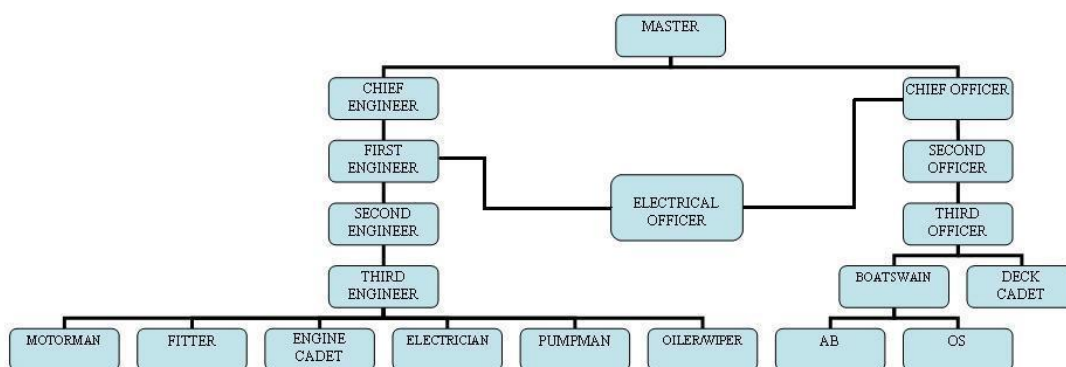 MASTER
CHIEF
ENGINEER
CHIEF OFFICER
FIRST
ENGINEER
SECOND
OFFICER
ELECTRICAL
OFFICER
SECOND
ENGINEER
THIRD
OFFICER
THIRD
ENGINEER
BOATSWAIN
DECK
CADET
MOTORMAN
FITTER
ENGINE
CADET
ELECTRICIAN
PUMPMAN
OILER/WIPER
AB
OS